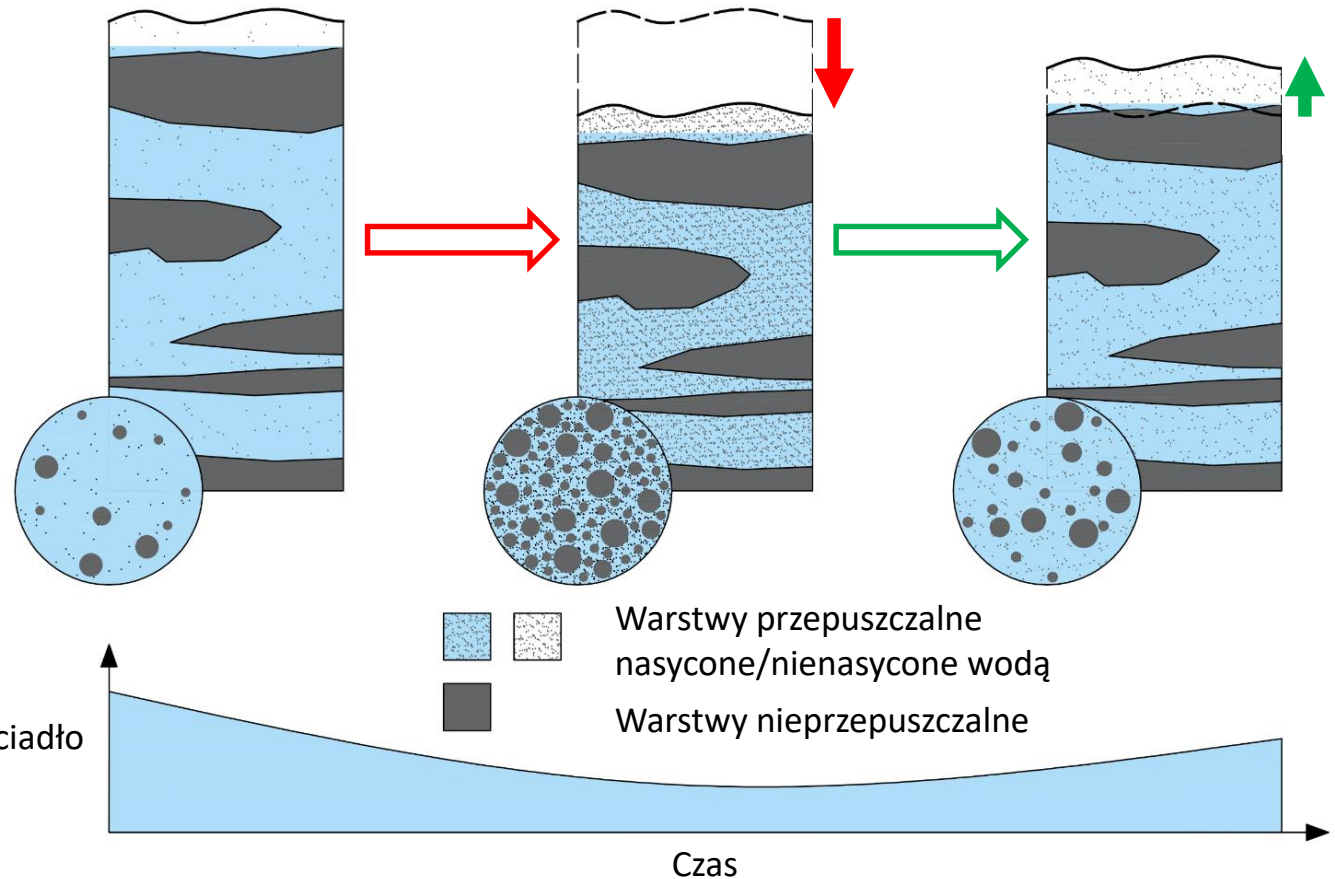 Warstwy przepuszczalne
nasycone/nienasycone wodą
Warstwy nieprzepuszczalne
Czas